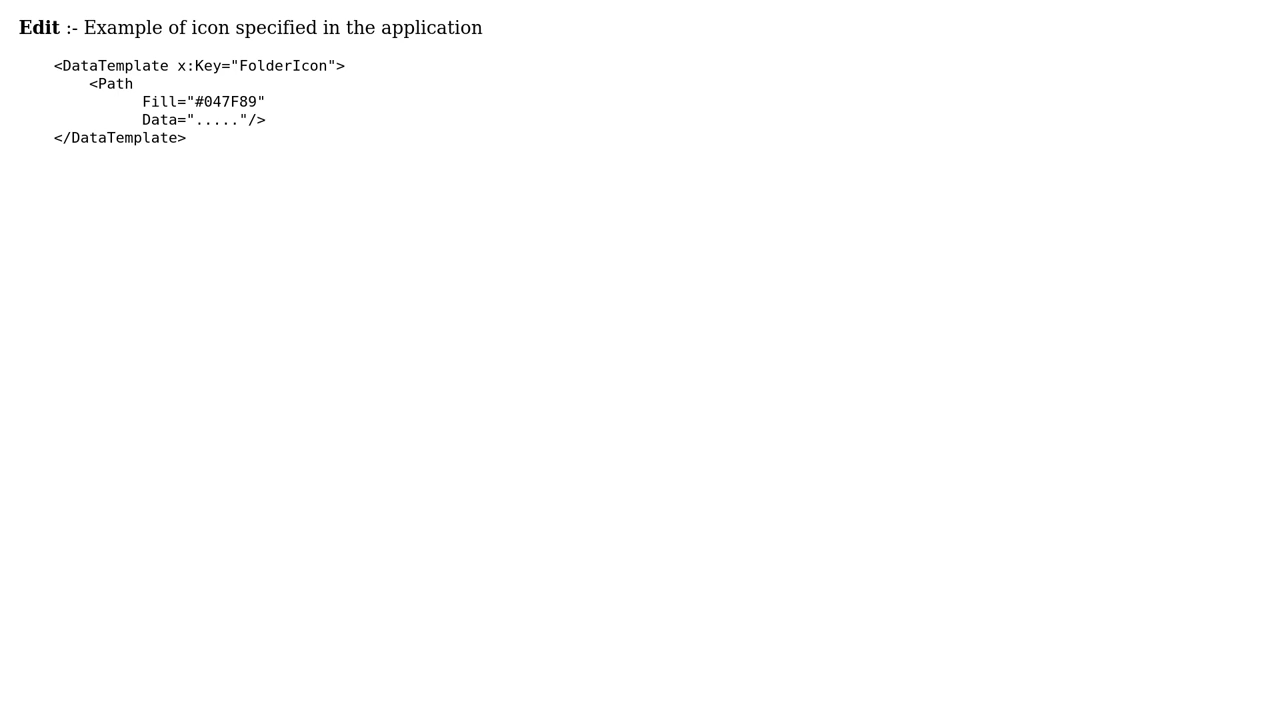 Edit :- Example of icon specified in the application
    <DataTemplate x:Key="FolderIcon">
        <Path
              Fill="#047F89"
              Data="....."/>
    </DataTemplate>